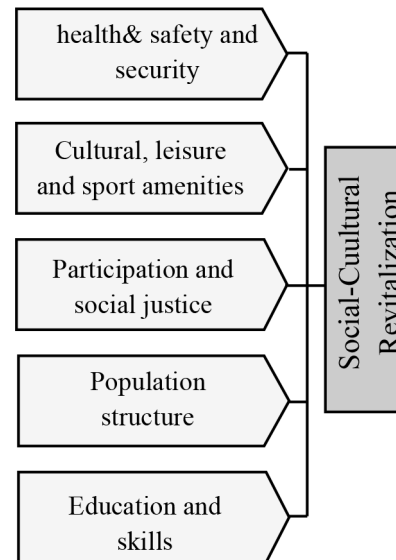 health& safety and
security
Cultural, leisure
and sport amenities
Participation and
social justice
Population
structure
Education and
skills
Social-Cuultural
Revitalization